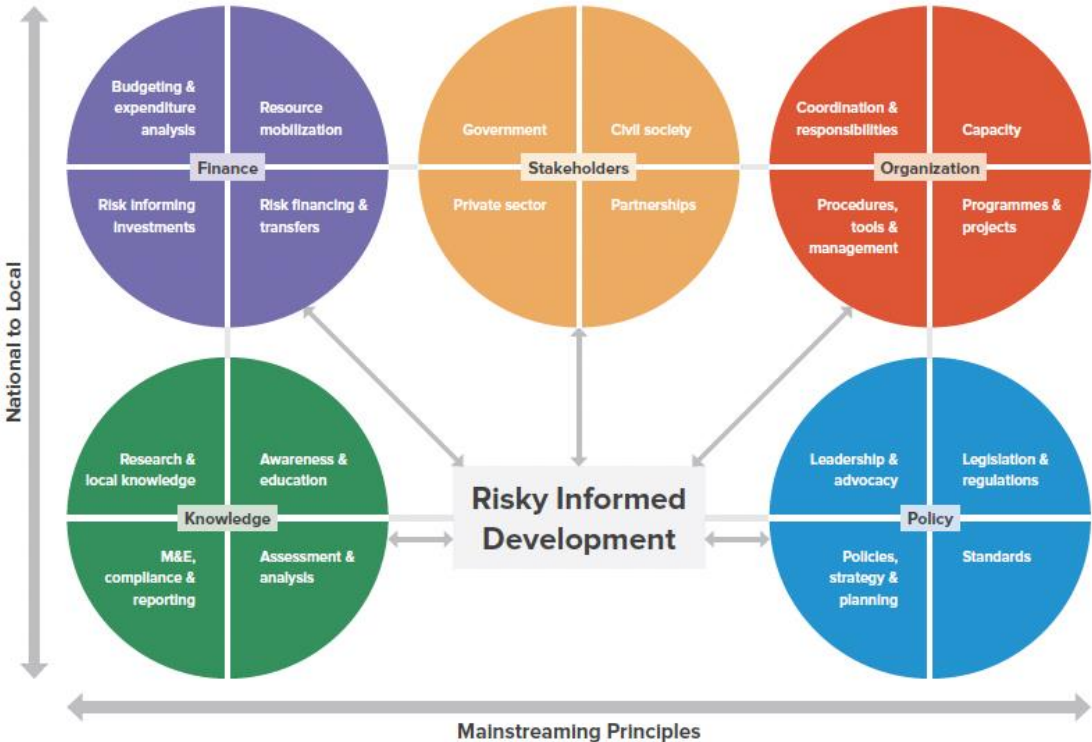 Budgeting &
expenditure
analysis
Resource
mobilization
Finance
Risk informing
investments
Risk financing &
transfers
Government
Civil society
Stakeholders
Private sector
Partnerships
Coordination &
responsibilities
Capacity
Organization
Procedures,
tools &
management
Programmes &
projects
National to Local
Research &
local knowledge
Awareness &
education
Knowledge
M&E,
compliance &
reporting
Assessment &
analysis
Risky Informed
Development
Leadership &
advocacy
Legislation &
regulations
Policy
Policies,
strategy &
planning
Standards
Mainstreaming Principles